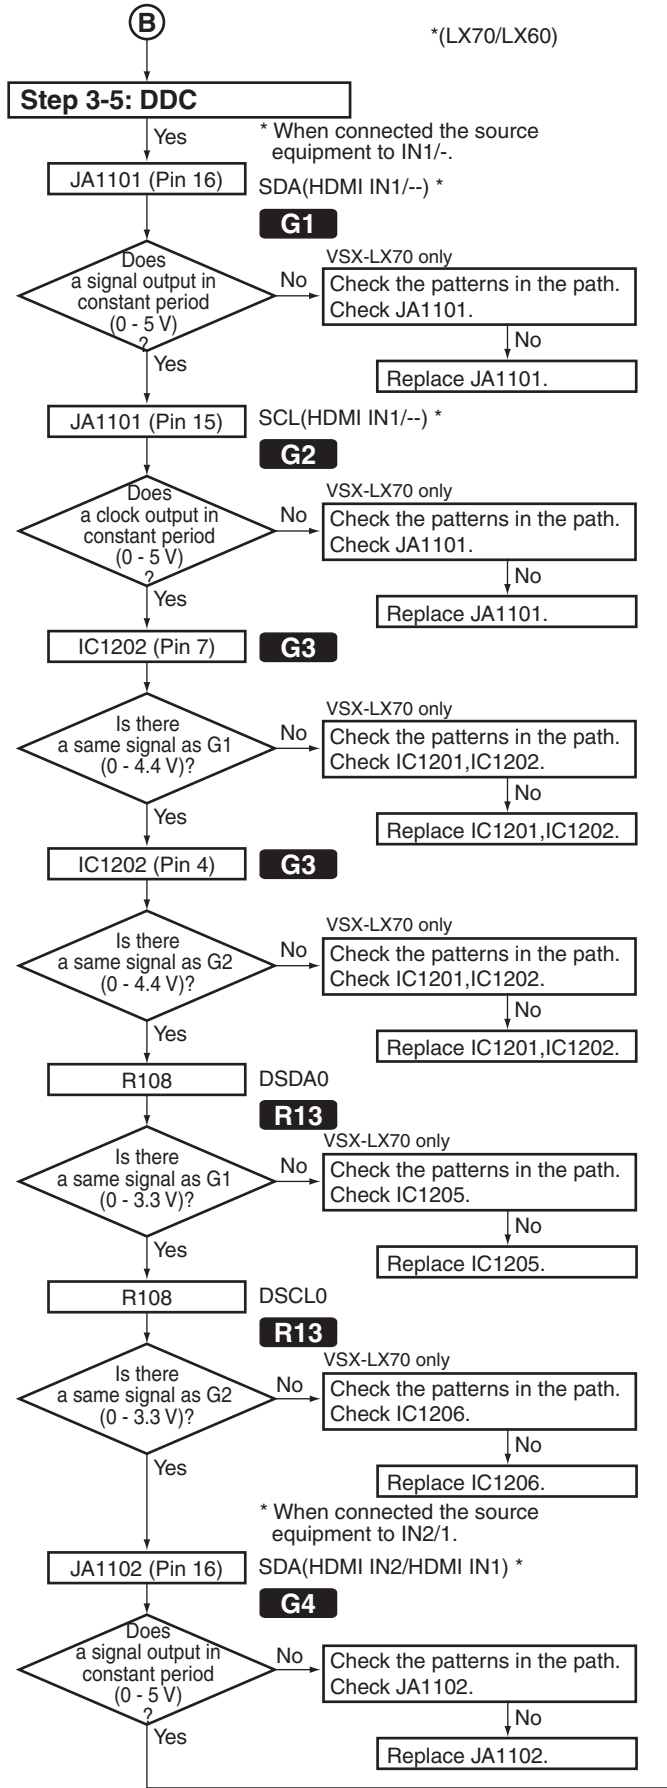 B
*(LX70/LX60)
Step 3-5: DDC
Yes
* When connected the source
equipment to IN1/-.
JA1101 (Pin 16)
SDA(HDMI IN1/--) *
G1
Does
a signal output in
constant period
(0 - 5 V)
?
No
VSX-LX70 only
Check the patterns in the path.
Check JA1101.
No
Yes
Replace JA1101.
JA1101 (Pin 15)
SCL(HDMI IN1/--) *
G2
Does
a clock output in
constant period
(0 - 5 V)
?
No
VSX-LX70 only
Check the patterns in the path.
Check JA1101.
No
Yes
Replace JA1101.
IC1202 (Pin 7)
G3
Is there
a same signal as G1
(0 - 4.4 V)?
No
VSX-LX70 only
Check the patterns in the path.
Check IC1201,IC1202.
No
Yes
Replace IC1201,IC1202.
IC1202 (Pin 4)
G3
Is there
a same signal as G2
(0 - 4.4 V)?
No
VSX-LX70 only
Check the patterns in the path.
Check IC1201,IC1202.
No
Yes
Replace IC1201,IC1202.
R108
DSDA0
R13
Is there
a same signal as G1
(0 - 3.3 V)?
No
VSX-LX70 only
Check the patterns in the path.
Check IC1205.
No
Yes
Replace IC1205.
R108
DSCL0
R13
Is there
a same signal as G2
(0 - 3.3 V)?
No
VSX-LX70 only
Check the patterns in the path.
Check IC1206.
No
Yes
Replace IC1206.
* When connected the source
equipment to IN2/1.
JA1102 (Pin 16)
SDA(HDMI IN2/HDMI IN1) *
G4
Does
a signal output in
constant period
(0 - 5 V)
?
No
Check the patterns in the path.
Check JA1102.
No
Yes
Replace JA1102.